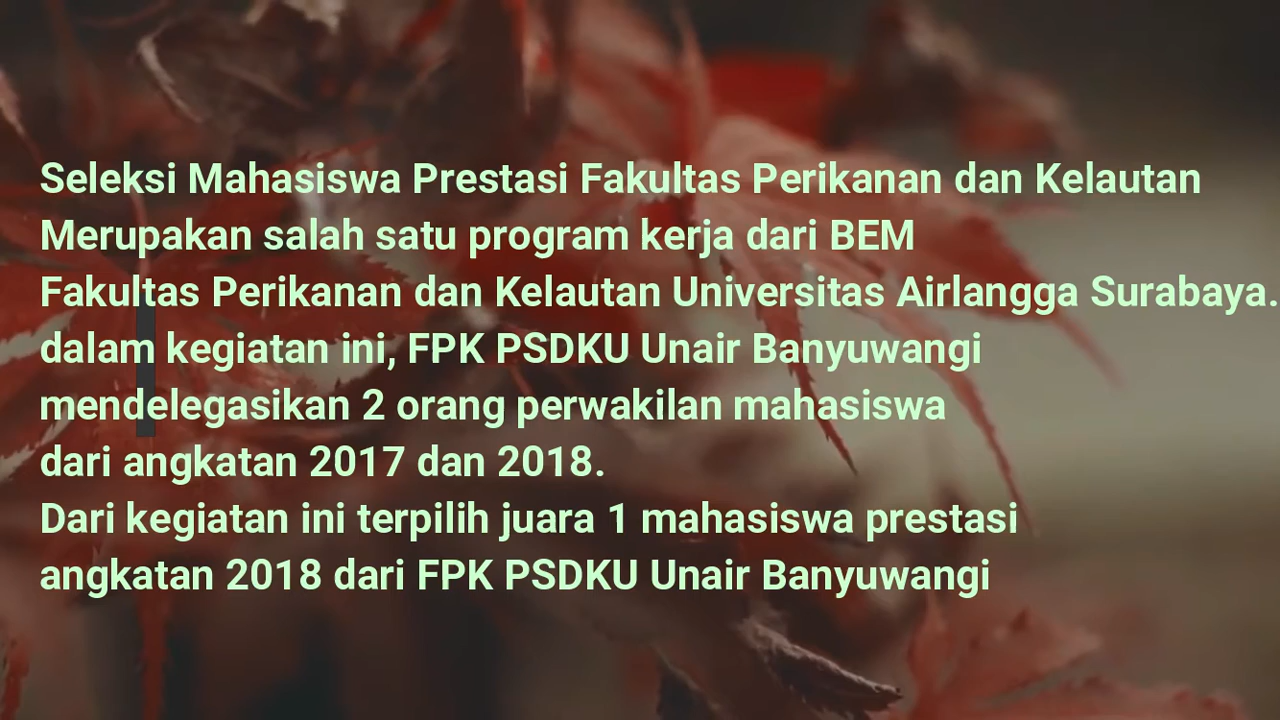 Seleksi Mahasiswa Prestasi Fakultas Perikanan dan Kelautan
Merupakan salah satu program kerja dari BEM
Fakultas Perikanan dan Kelautan Universitas Airlangga Surabaya.
dalam kegiatan ini, FPK PSDKU Unair Banyuwangi
mendelegasikan 2 orang perwakilan mahasiswa
dari angkatan 2017 dan 2018.
Dari kegiatan ini terpilih juara 1 mahasiswa prestasi
angkatan 2018 dari FPK PSDKU Unair Banyuwangi